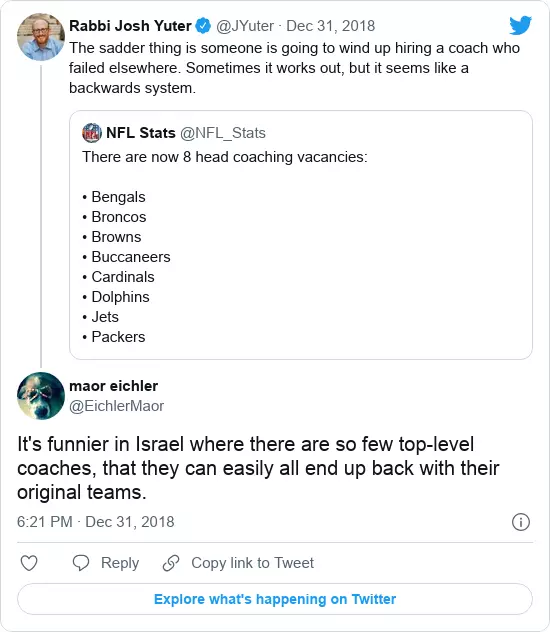 Rabbi Josh Yuter @JYuter · Dec 31, 2018
The sadder thing is someone is going to wind up hiring a coach who
failed elsewhere. Sometimes it works out, but it seems like a
backwards system.
NFL Stats @NFL_Stats
There are now 8 head coaching vacancies:
• Bengals
• Broncos
• Browns
• Buccaneers
• Cardinals
• Dolphins
• Jets
• Packers
maor eichler
@EichlerMaor
It's funnier in Israel where there are so few top-level
coaches, that they can easily all end up back with their
original teams.
6:21 PM · Dec 31, 2018
Reply Copy link to Tweet
Explore what's happening on Twitter